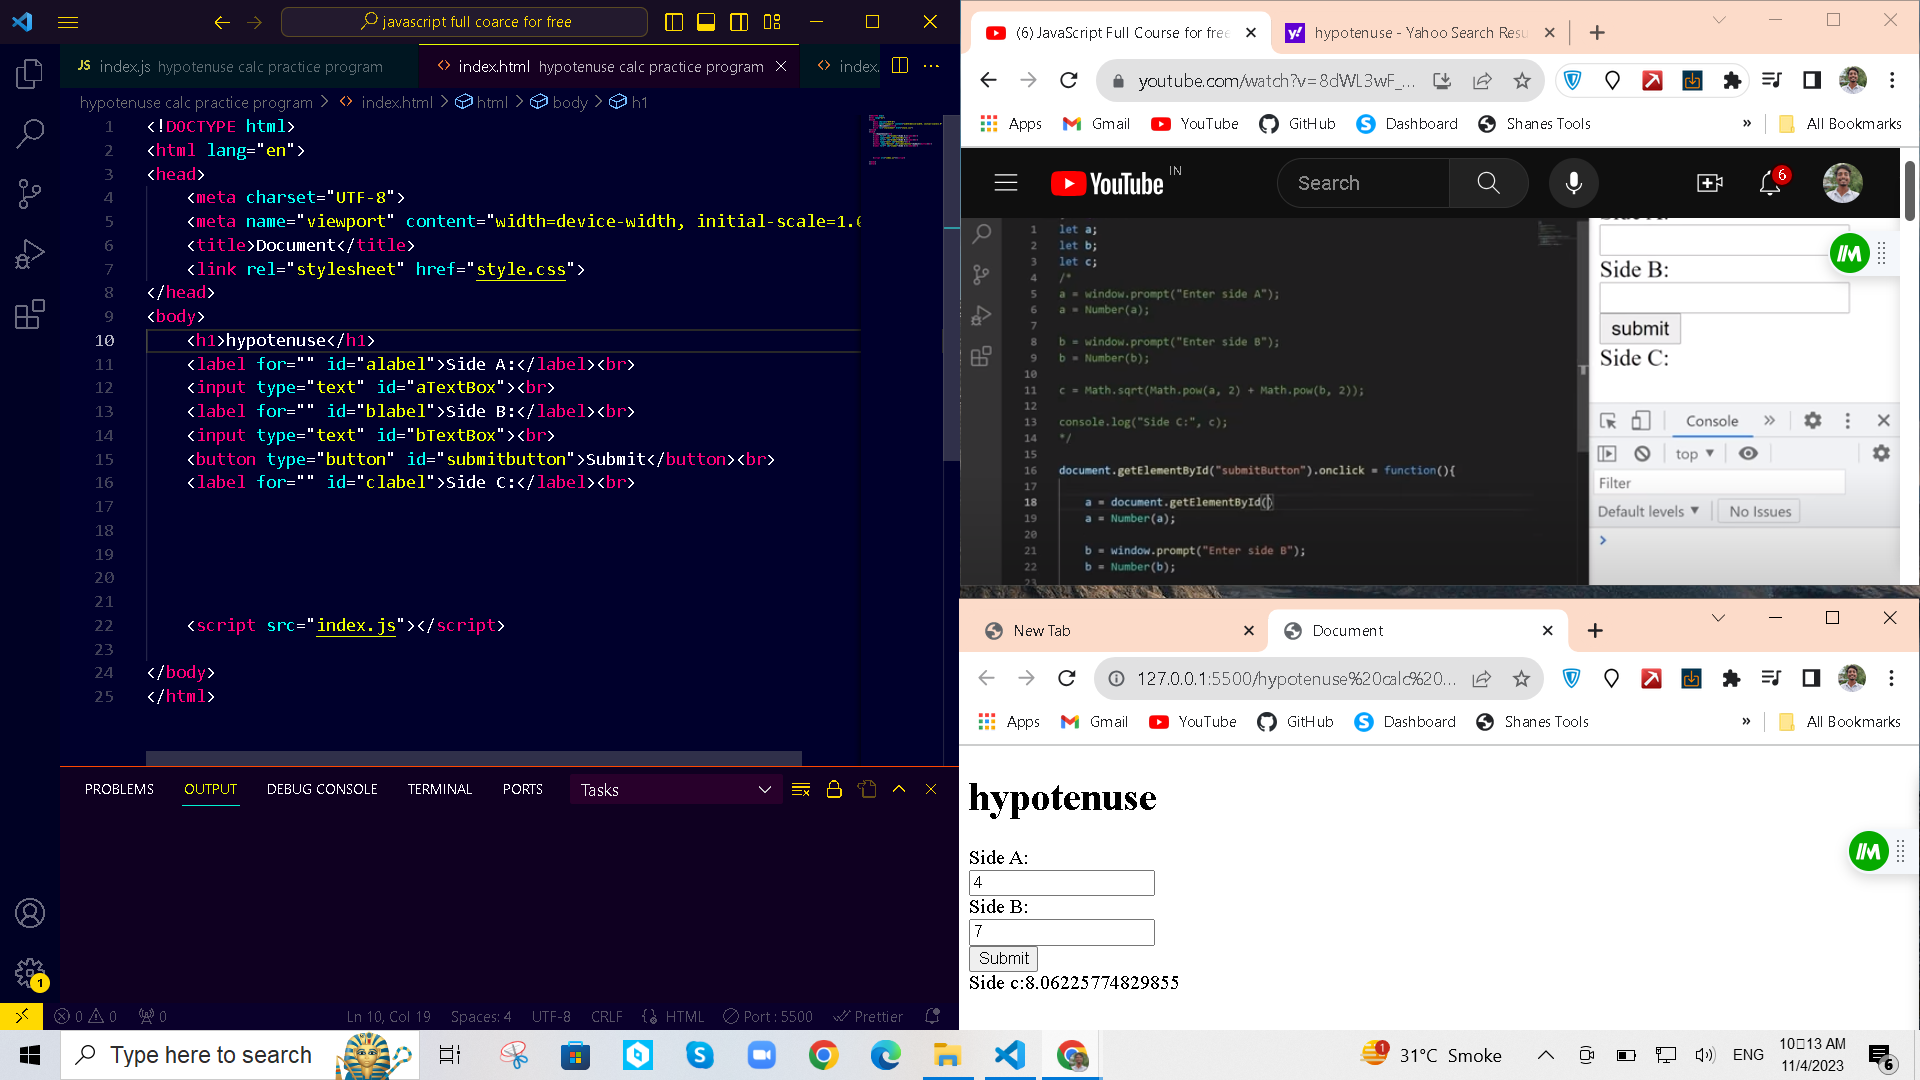 javascript full coarce for free
JS index.js hypotenuse calc practice program
<> index.html hypotenuse calc practice program
<> index.
hypotenuse calc practice program > <> index.html > html > body > h1
1 <!DOCTYPE html>
2 <html lang="en">
3 <head>
4 <meta charset="UTF-8">
5 <meta name="viewport" content="width=device-width, initial-scale=1.0
6 <title>Document</title>
7 <link rel="stylesheet" href="style.css">
8 </head>
9 <body>
10 <h1>hypotenuse</h1>
11 <label for="" id="alabel">Side A:</label><br>
12 <input type="text" id="aTextBox"><br>
13 <label for="" id="blabel">Side B:</label><br>
14 <input type="text" id="bTextBox"><br>
15 <button type="button" id="submitbutton">Submit</button><br>
16 <label for="" id="clabel">Side C:</label><br>
17
18
19
20
21
22 <script src="index.js"></script>
23
24 </body>
25 </html>
PROBLEMS OUTPUT DEBUG CONSOLE TERMINAL PORTS Tasks
1
0 0 0 Ln 10, Col 19 Spaces: 4 UTF-8 CRLF HTML Port : 5500 Prettier
(6) JavaScript Full Course for free
hypotenuse - Yahoo Search Resu
youtube.com/watch?v=8dWL3wF_...
Apps Gmail YouTube GitHub Dashboard Shanes Tools » All Bookmarks
YouTube IN
Search
6
1 let a;
2 let b;
3 let c;
4 /*
5 a = window.prompt("Enter side A");
6 a = Number(a);
7
8 b = window.prompt("Enter side B");
9 b = Number(b);
10
11 c = Math.sqrt(Math.pow(a, 2) + Math.pow(b, 2));
12
13 console.log("Side C:", c);
14 */
15
16 document.getElementById("submitButton").onclick = function(){
17
18 a = document.getElementById()
19 a = Number(a);
20
21 b = window.prompt("Enter side B");
22 b = Number(b);
23
Side A:
Side B:
submit
Side C:
Console »
top ▼
Filter
Default levels ▼ No Issues
>
New Tab
Document
127.0.0.1:5500/hypotenuse%20calc%20...
Apps Gmail YouTube GitHub Dashboard Shanes Tools » All Bookmarks
hypotenuse
Side A:
4
Side B:
7
Submit
Side c:8.06225774829855
Type here to search
1 31°C Smoke
ENG
10:13 AM
11/4/2023
6